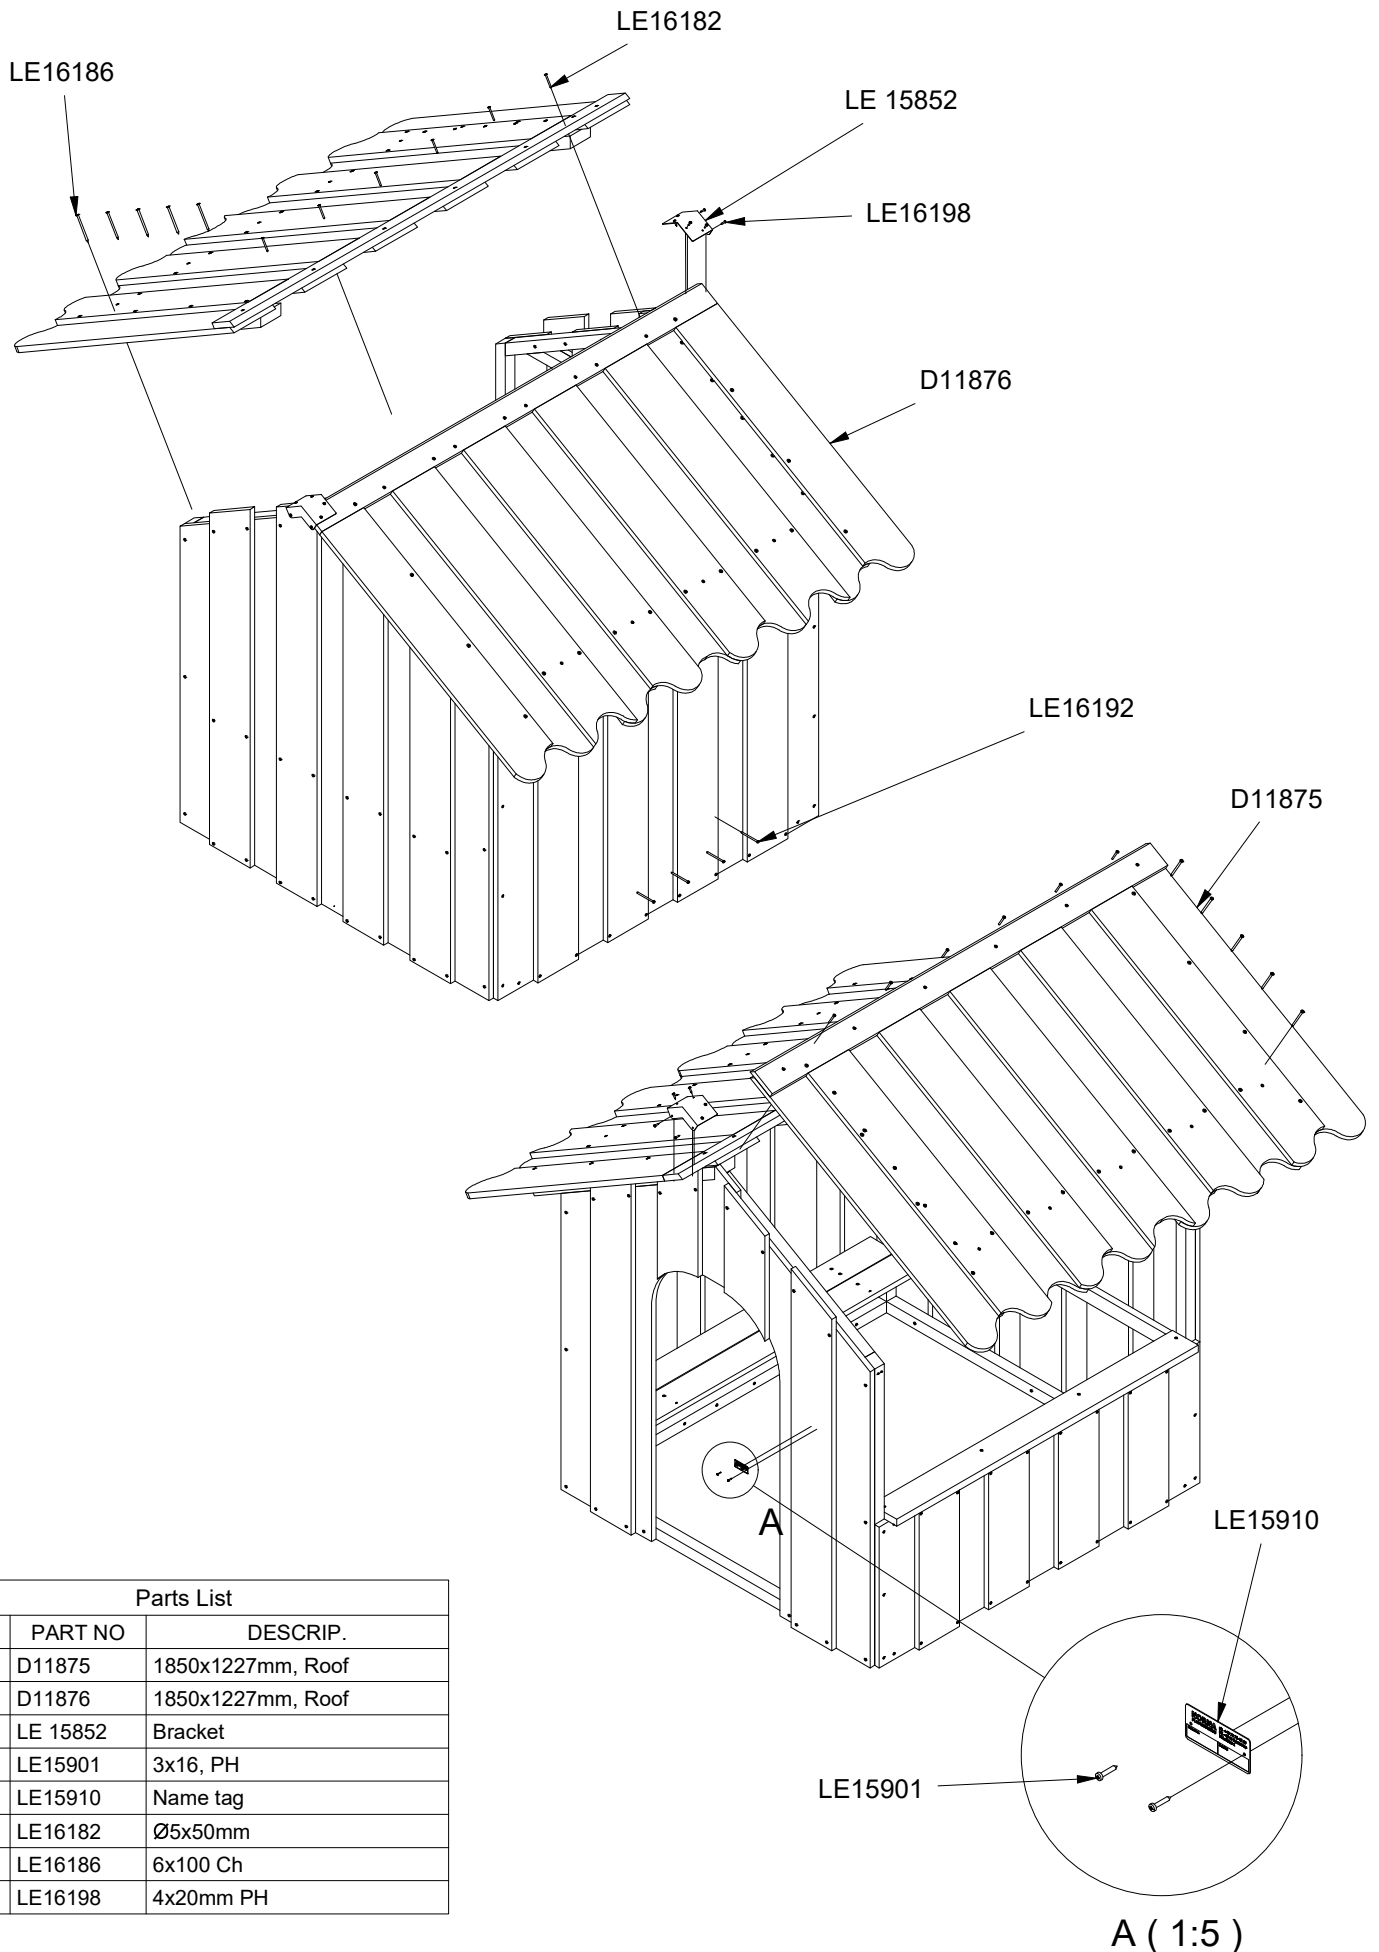 LE16182
LE16186
LE 15852
LE16198
D11876
LE16192
D11875
A
LE15910
LE15901
A ( 1:5 )
Parts List
PART NO DESCRIP.
D11875 1850x1227mm, Roof
D11876 1850x1227mm, Roof
LE 15852 Bracket
LE15901 3x16, PH
LE15910 Name tag
LE16182 Ø5x50mm
LE16186 6x100 Ch
LE16198 4x20mm PH